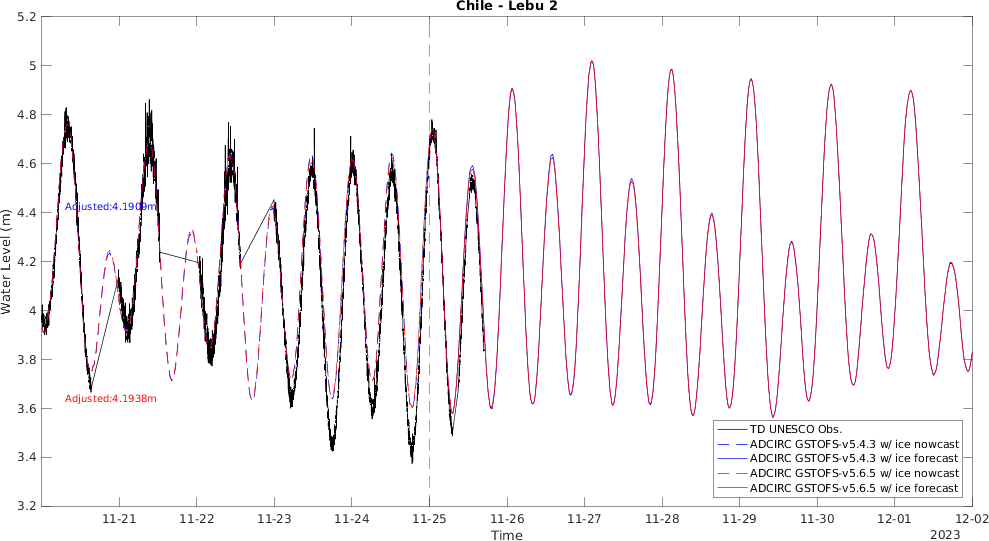 Chile - Lebu 2
5.2
5
4.8
4.6
4.4
4.2
4
3.8
3.6
3.4
3.2
Water Level (m)
Adjusted:4.1909m
Adjusted:4.1938m
TD UNESCO Obs.
ADCIRC GSTOFS-v5.4.3 w/ ice nowcast
ADCIRC GSTOFS-v5.4.3 w/ ice forecast
ADCIRC GSTOFS-v5.6.5 w/ ice nowcast
ADCIRC GSTOFS-v5.6.5 w/ ice forecast
11-21 11-22 11-23 11-24 11-25 11-26 11-27 11-28 11-29 11-30 12-01 12-02
Time
2023